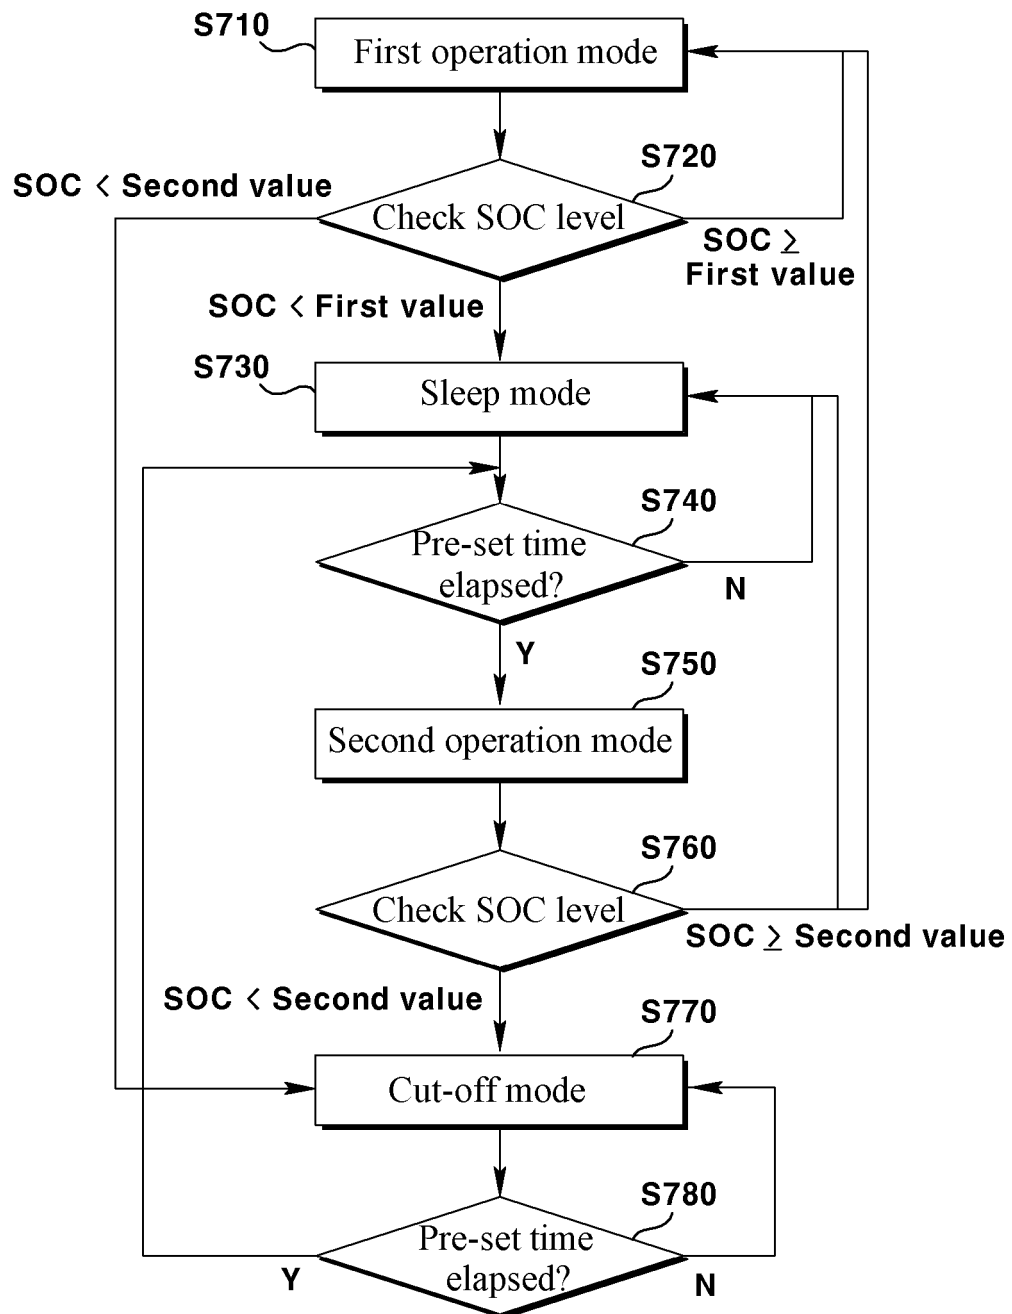 S710
First operation mode
S720
SOC < Second value
Check SOC level
SOC ≥
First value
SOC < First value
S730
Sleep mode
S740
Pre-set time
elapsed?
N
Y
S750
Second operation mode
S760
Check SOC level
SOC ≥ Second value
SOC < Second value
S770
Cut-off mode
S780
Pre-set time
elapsed?
Y
N